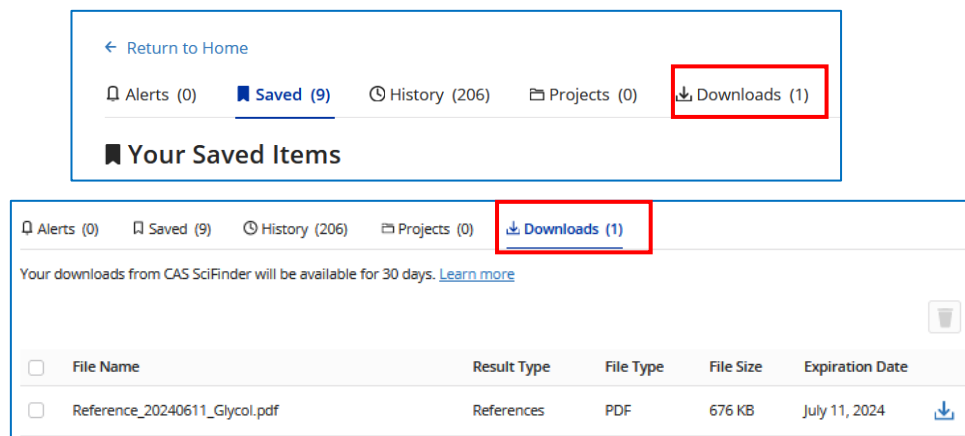 ← Return to Home
Alerts (0) Saved (9) History (206) Projects (0) Downloads (1)
Your Saved Items
Alerts (0) Saved (9) History (206) Projects (0) Downloads (1)
Your downloads from CAS SciFinder will be available for 30 days. Learn more
File Name Result Type File Type File Size Expiration Date
Reference_20240611_Glycol.pdf References PDF 676 KB July 11, 2024